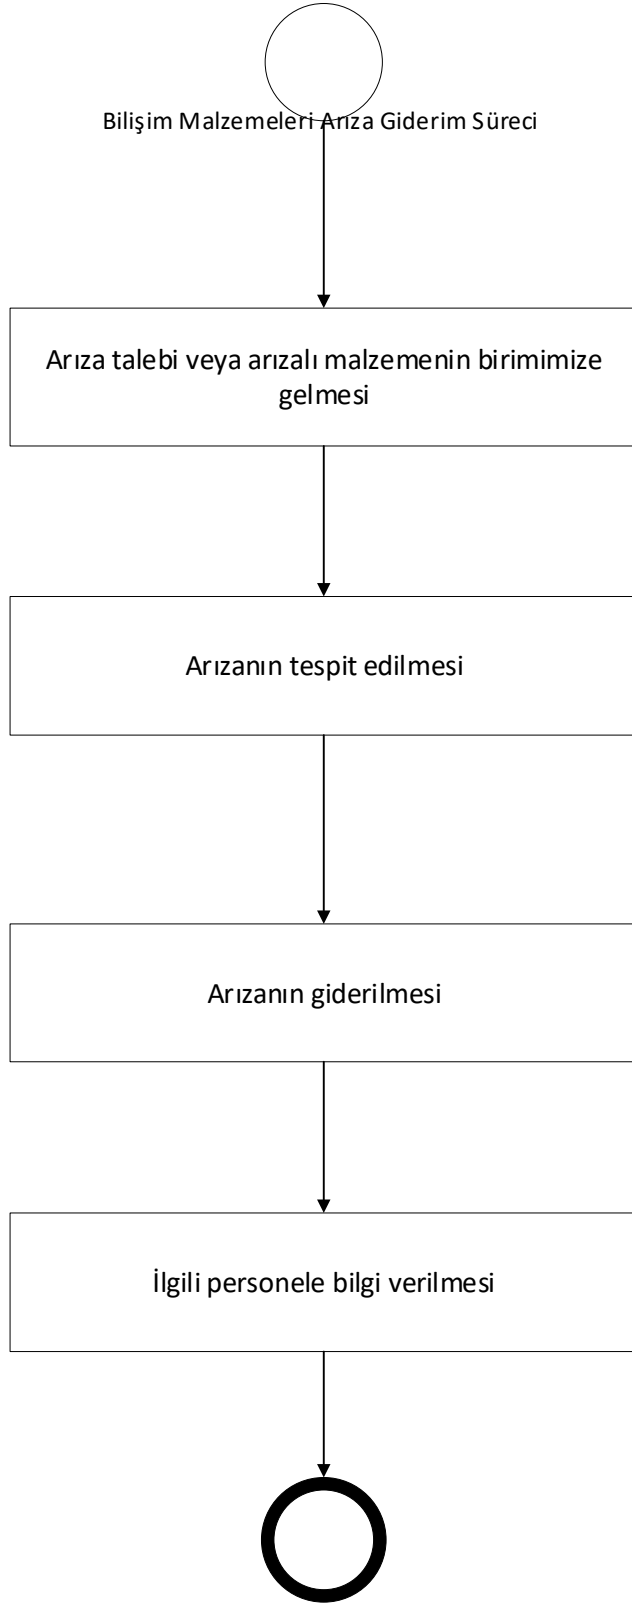 Bilişim Malzemeleri Arıza Giderim Süreci
Arıza talebi veya arızalı malzemenin birimimize
gelmesi
Arızanın tespit edilmesi
Arızanın giderilmesi
İlgili personele bilgi verilmesi